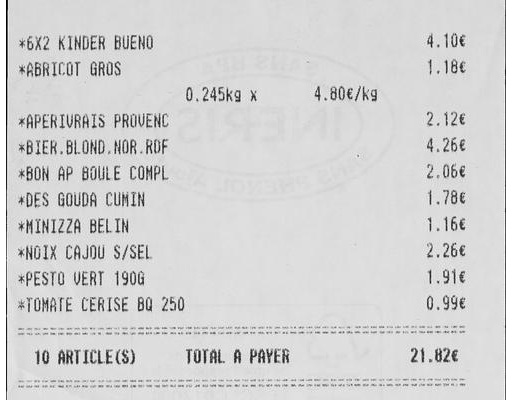 *6X2 KINDER BUENO 4.10€
*ABRICOT GROS 1.18€
0.245kg x 4.80€/kg
*APERIVRAIS PROVENC 2.12€
*BIER.BLOND.NOR.RDF 4.26€
*BON AP BOULE COMPL 2.06€
*DES GOUDA CUMIN 1.78€
*MINIZZA BELIN 1.16€
*NOIX CAJOU S/SEL 2.26€
*PESTO VERT 190G 1.91€
*TOMATE CERISE BQ 250 0.99€
10 ARTICLE(S) TOTAL A PAYER 21.82€